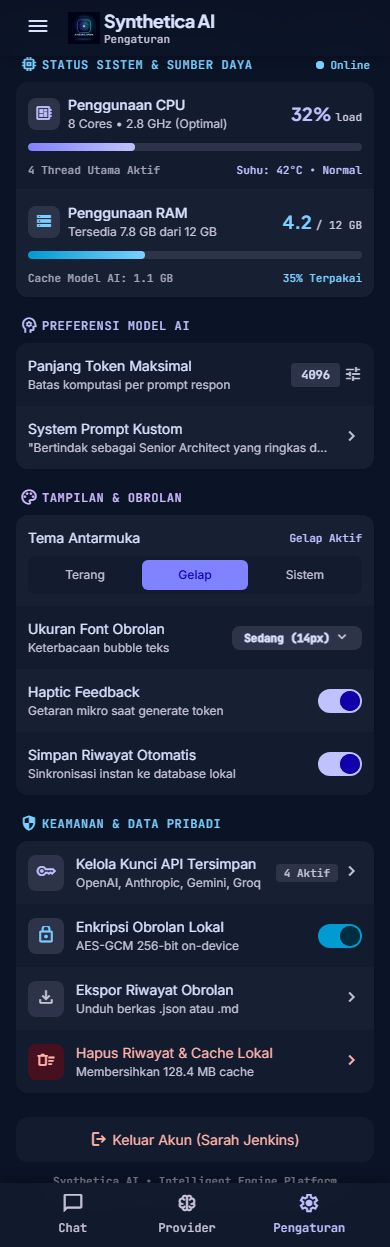 Synthetica AI
Pengaturan
STATUS SISTEM & SUMBER DAYA
Online
Penggunaan CPU
8 Cores • 2.8 GHz (Optimal)
32% load
4 Thread Utama Aktif
Suhu: 42°C • Normal
Penggunaan RAM
Tersedia 7.8 GB dari 12 GB
4.2 / 12 GB
Cache Model AI: 1.1 GB
35% Terpakai
PREFERENSI MODEL AI
Panjang Token Maksimal
Batas komputasi per prompt respon
4096
System Prompt Kustom
"Bertindak sebagai Senior Architect yang ringkas d...
TAMPILAN & OBROLAN
Tema Antarmuka
Gelap Aktif
Terang
Gelap
Sistem
Ukuran Font Obrolan
Keterbacaan bubble teks
Sedang (14px)
Haptic Feedback
Getaran mikro saat generate token
Simpan Riwayat Otomatis
Sinkronisasi instan ke database lokal
KEAMANAN & DATA PRIBADI
Kelola Kunci API Tersimpan
OpenAI, Anthropic, Gemini, Groq
4 Aktif
Enkripsi Obrolan Lokal
AES-GCM 256-bit on-device
Ekspor Riwayat Obrolan
Unduh berkas .json atau .md
Hapus Riwayat & Cache Lokal
Membersihkan 128.4 MB cache
Keluar Akun (Sarah Jenkins)
Synthetica AI • Intelligent Engine Platform
Chat
Provider
Pengaturan